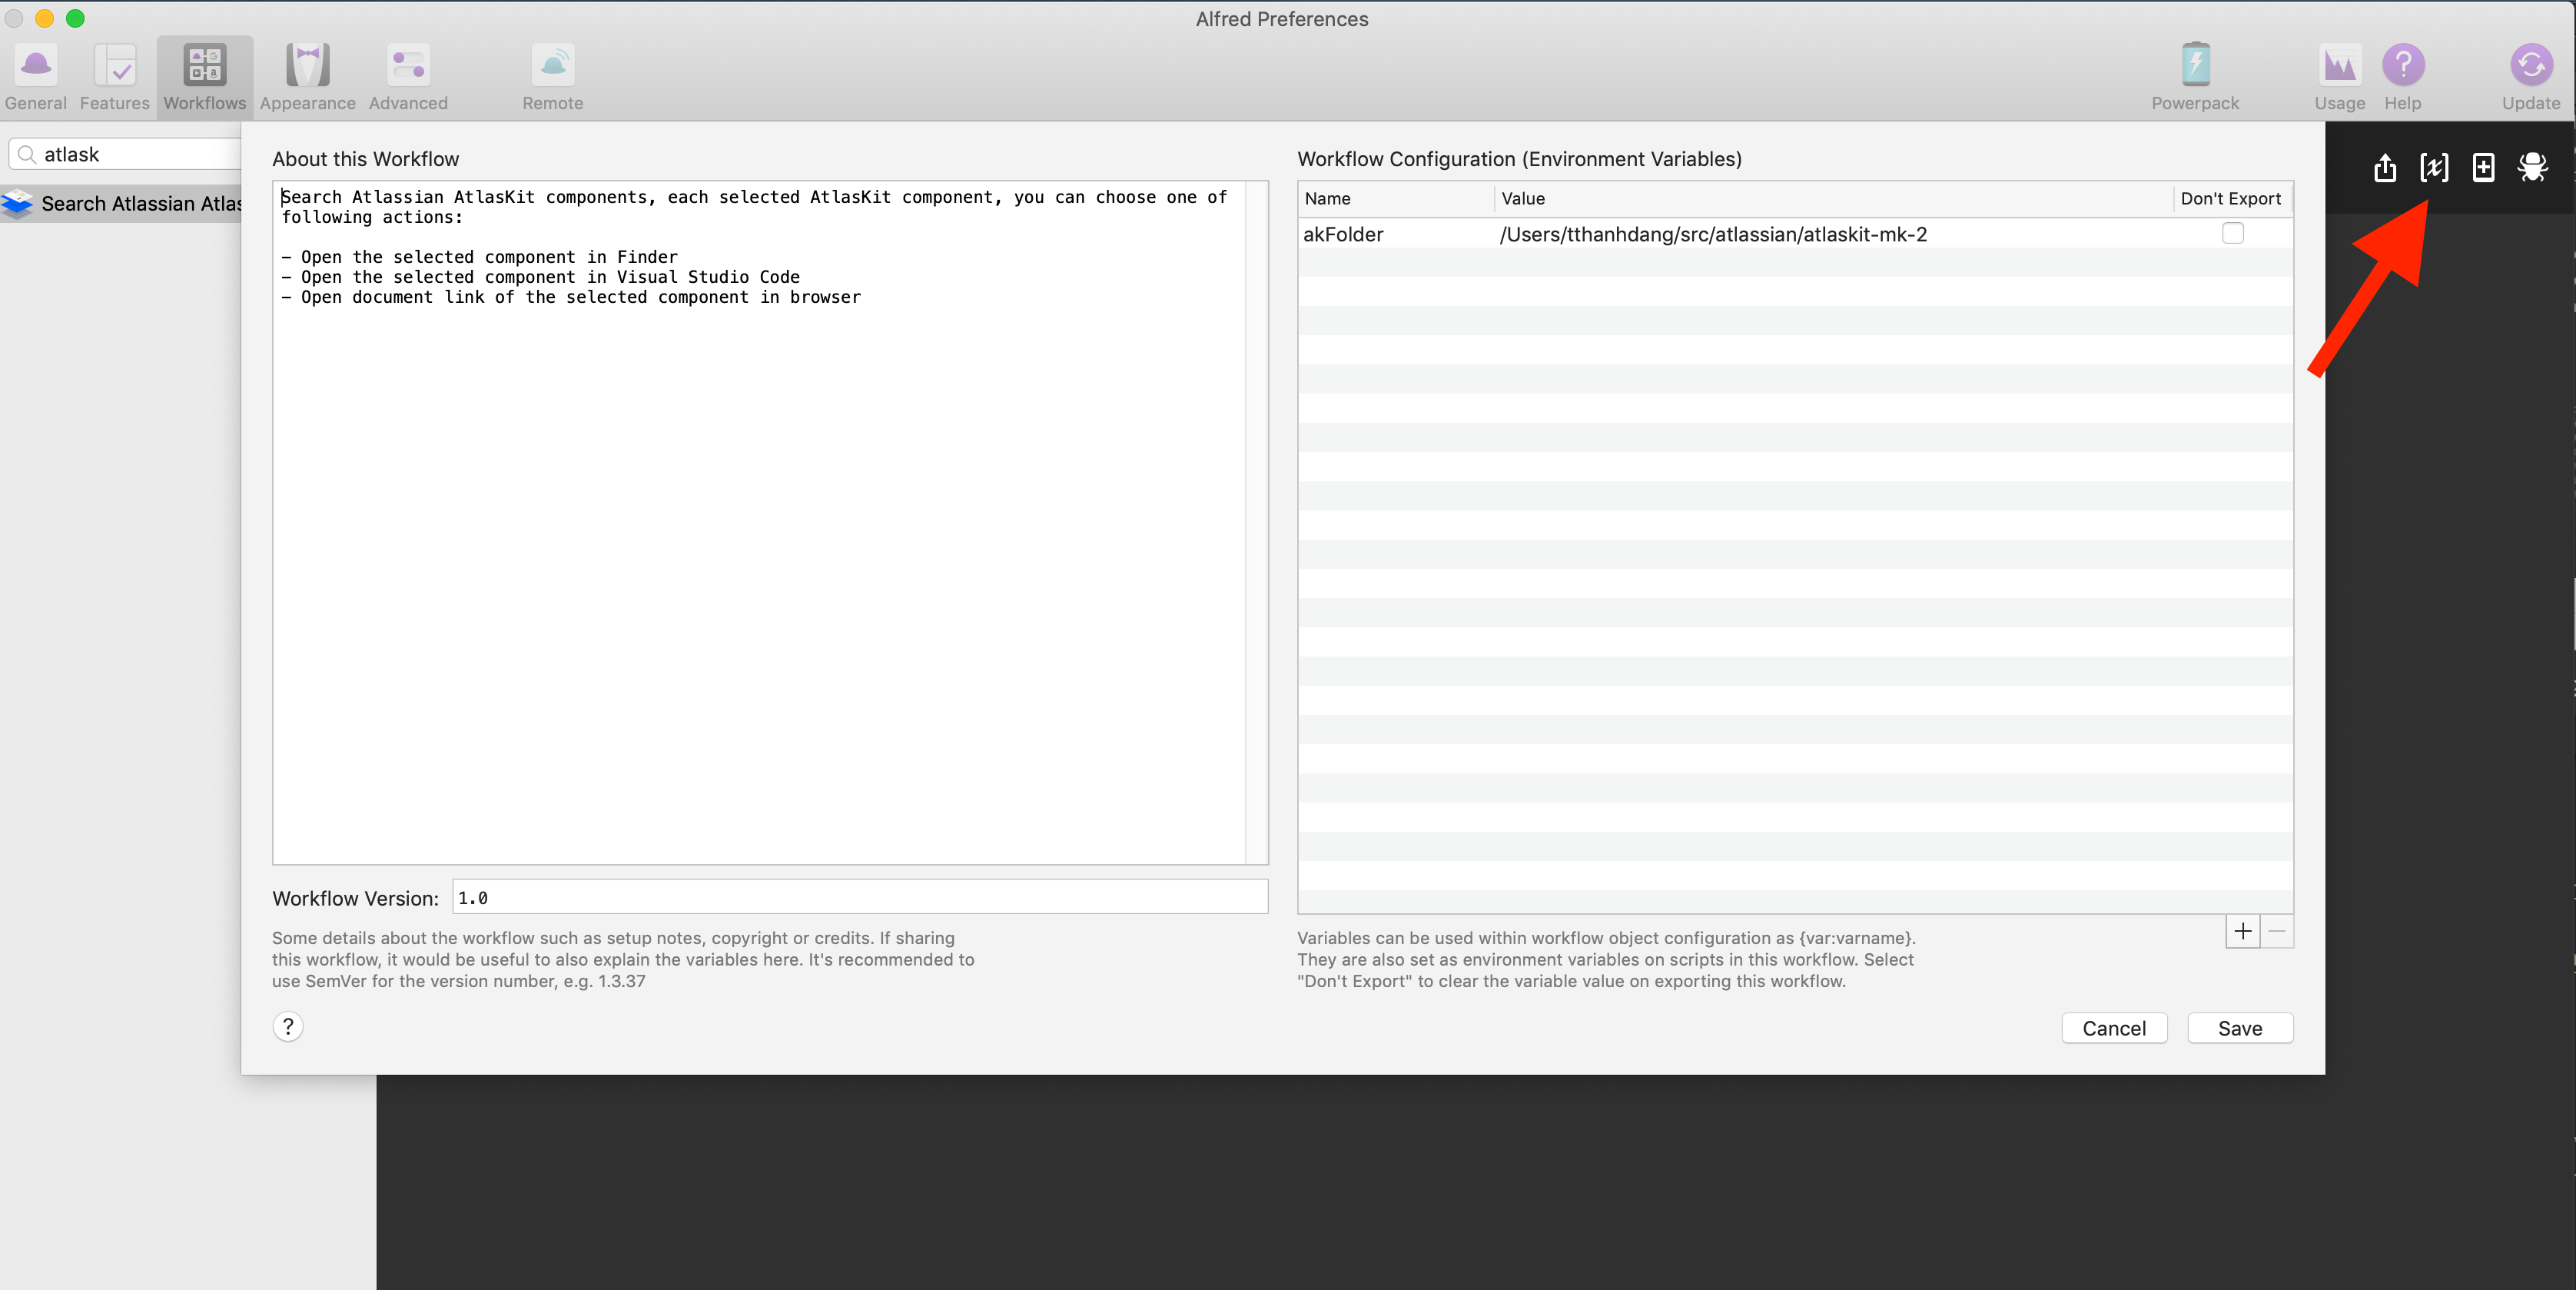 Alfred Preferences
General
Features
Workflows
Appearance
Advanced
Remote
Powerpack
Usage
Help
Update
atlask
Search Atlassian Atlas
About this Workflow
Search Atlassian AtlasKit components, each selected AtlasKit component, you can choose one of
following actions:
– Open the selected component in Finder
– Open the selected component in Visual Studio Code
– Open document link of the selected component in browser
Workflow Version: 1.0
Some details about the workflow such as setup notes, copyright or credits. If sharing
this workflow, it would be useful to also explain the variables here. It's recommended to
use SemVer for the version number, e.g. 1.3.37
?
Workflow Configuration (Environment Variables)
Name Value Don't Export
akFolder /Users/tthanhdang/src/atlassian/atlaskit-mk-2
Variables can be used within workflow object configuration as {var:varname}.
They are also set as environment variables on scripts in this workflow. Select
"Don't Export" to clear the variable value on exporting this workflow.
Cancel
Save